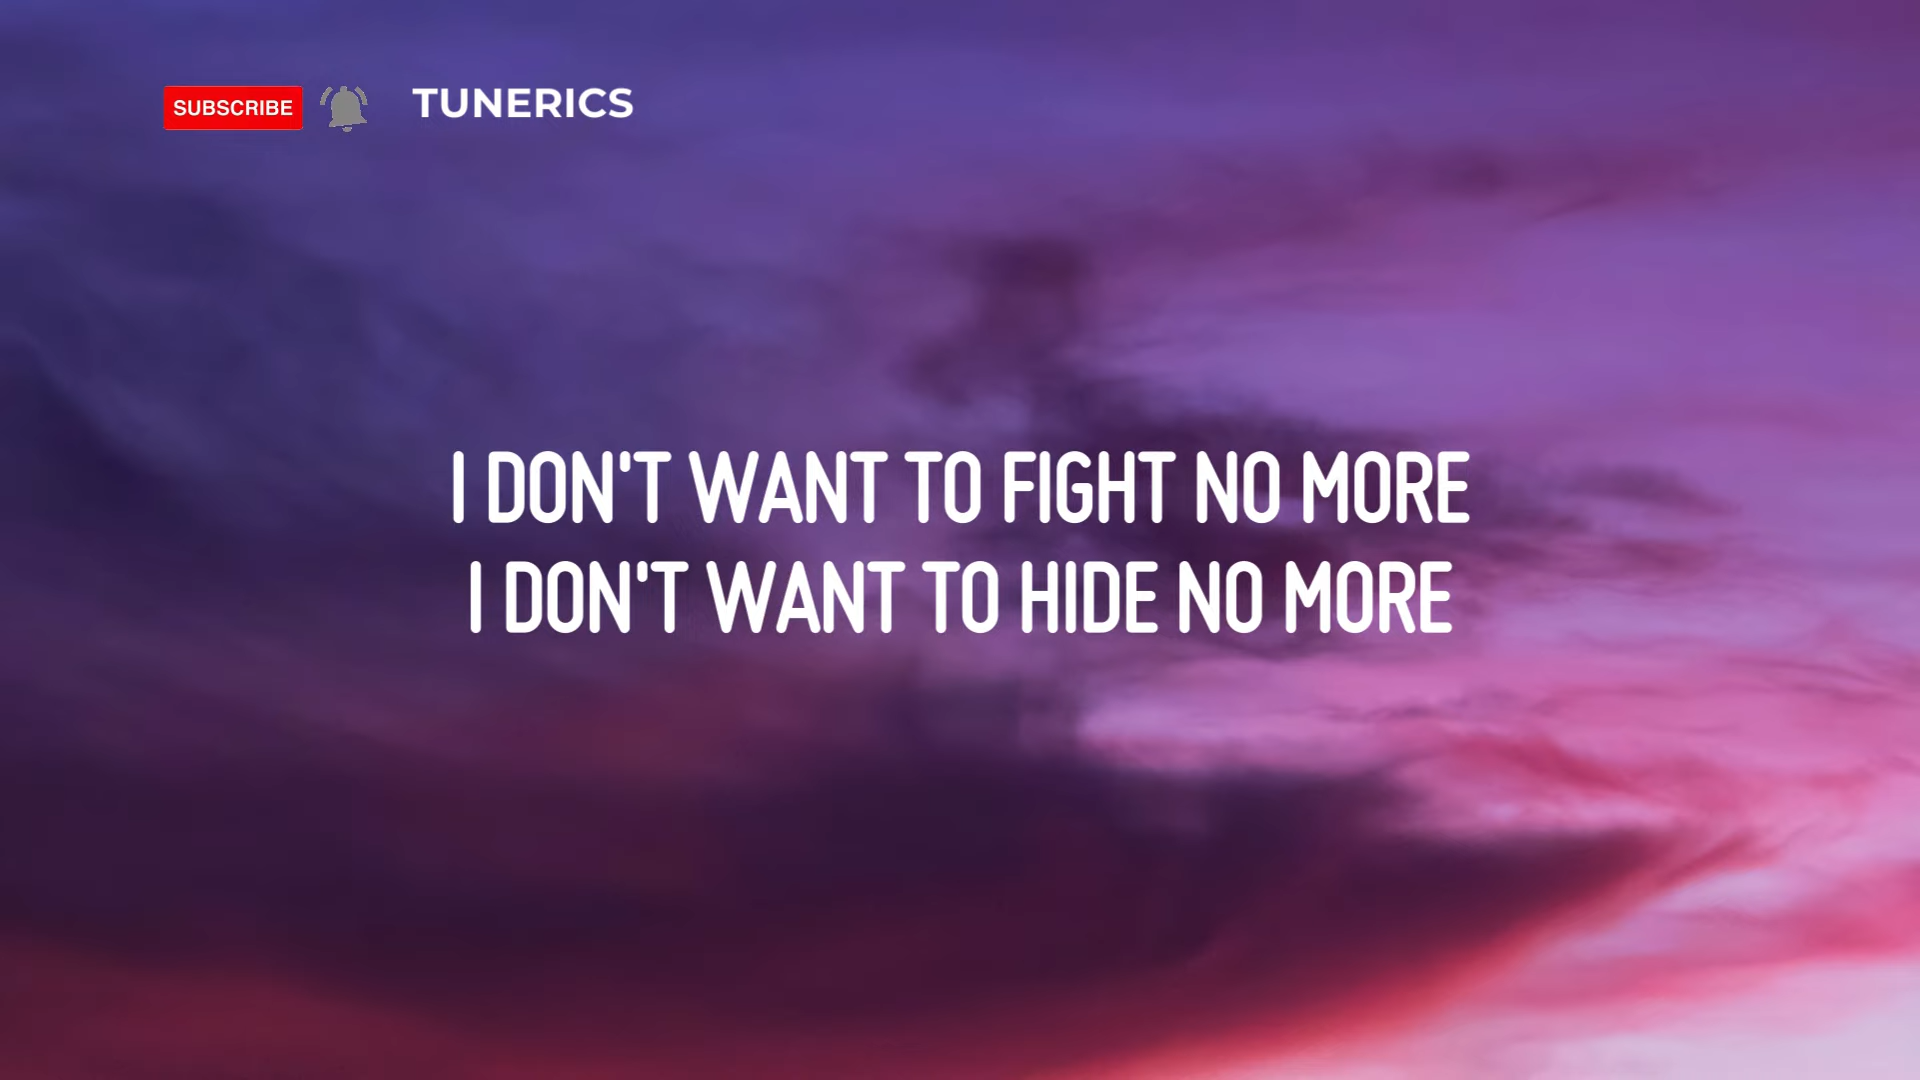 SUBSCRIBE TUNERICS
I DON'T WANT TO FIGHT NO MORE
I DON'T WANT TO HIDE NO MORE